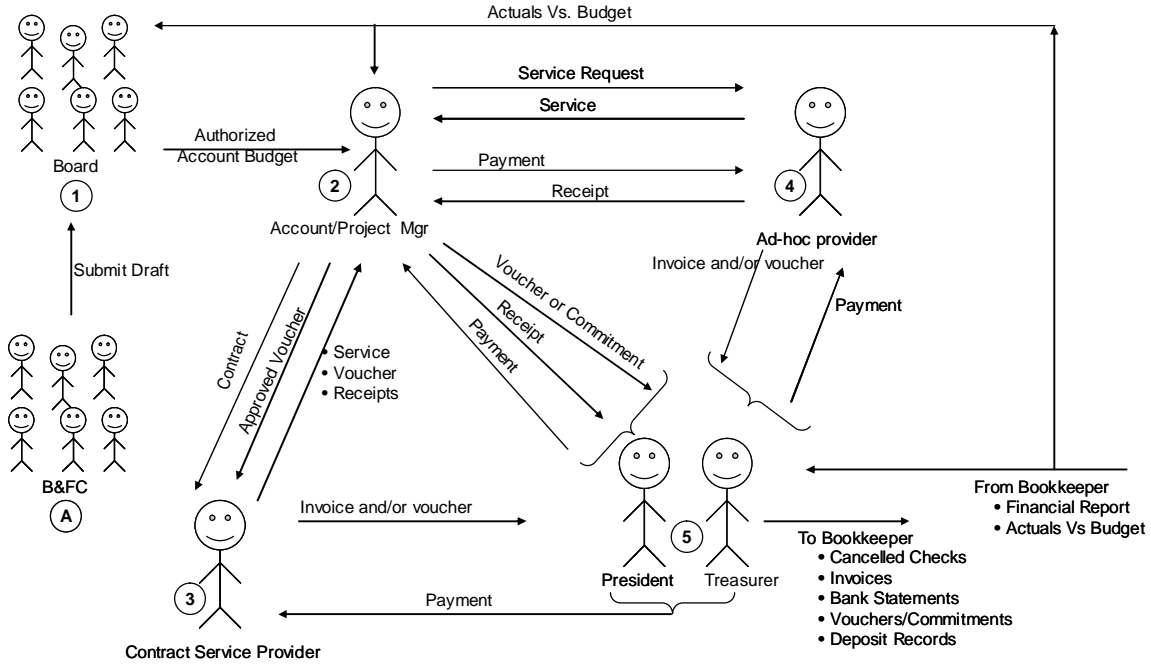 Actuals Vs. Budget
Service Request
Service
Authorized
Account Budget
Board
1
2
Payment
4
Receipt
Account/Project Mgr
Ad-hoc provider
Submit Draft
Invoice and/or voucher
Voucher or Commitment
Receipt
Payment
Payment
Contract
Approved Voucher
• Service
• Voucher
• Receipts
B&FC
A
From Bookkeeper
• Financial Report
• Actuals Vs Budget
Invoice and/or voucher
5
To Bookkeeper
• Cancelled Checks
• Invoices
• Bank Statements
• Vouchers/Commitments
• Deposit Records
President
Treasurer
3
Payment
Contract Service Provider